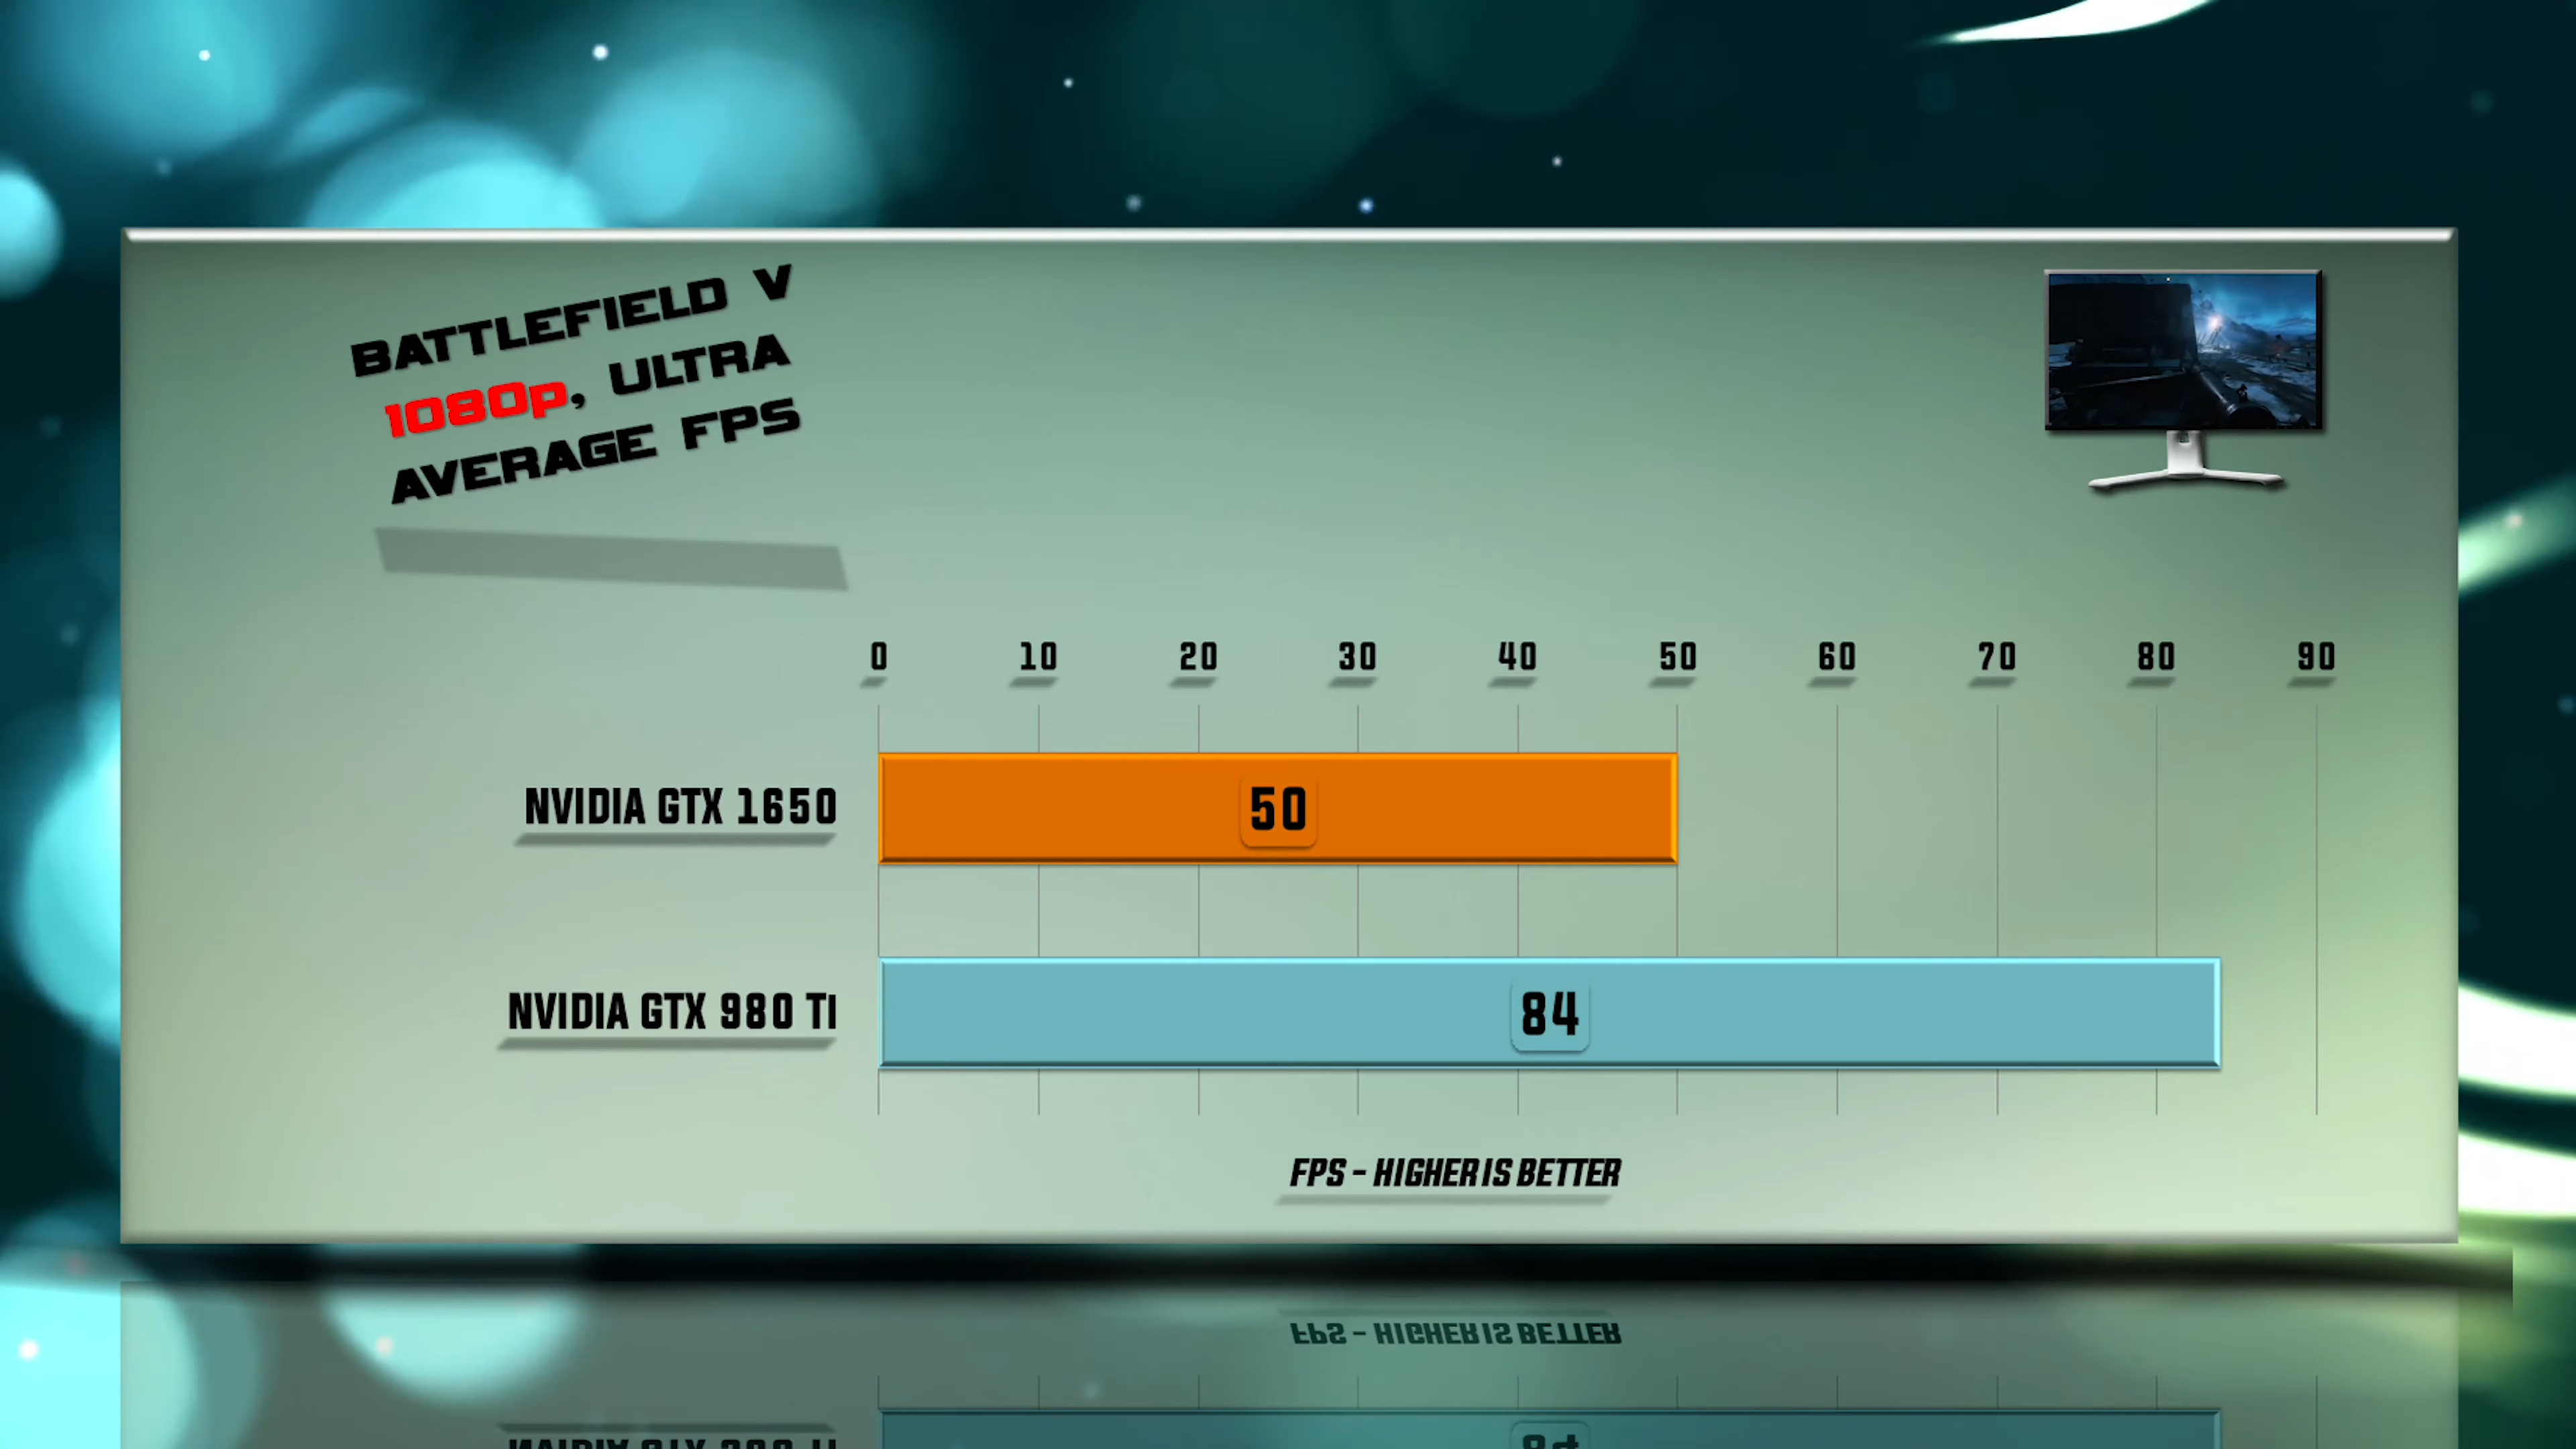 BATTLEFIELD V
1080p, ULTRA
AVERAGE FPS
0 10 20 30 40 50 60 70 80 90
NVIDIA GTX 1650
50
NVIDIA GTX 980 TI
84
FPS - HIGHER IS BETTER